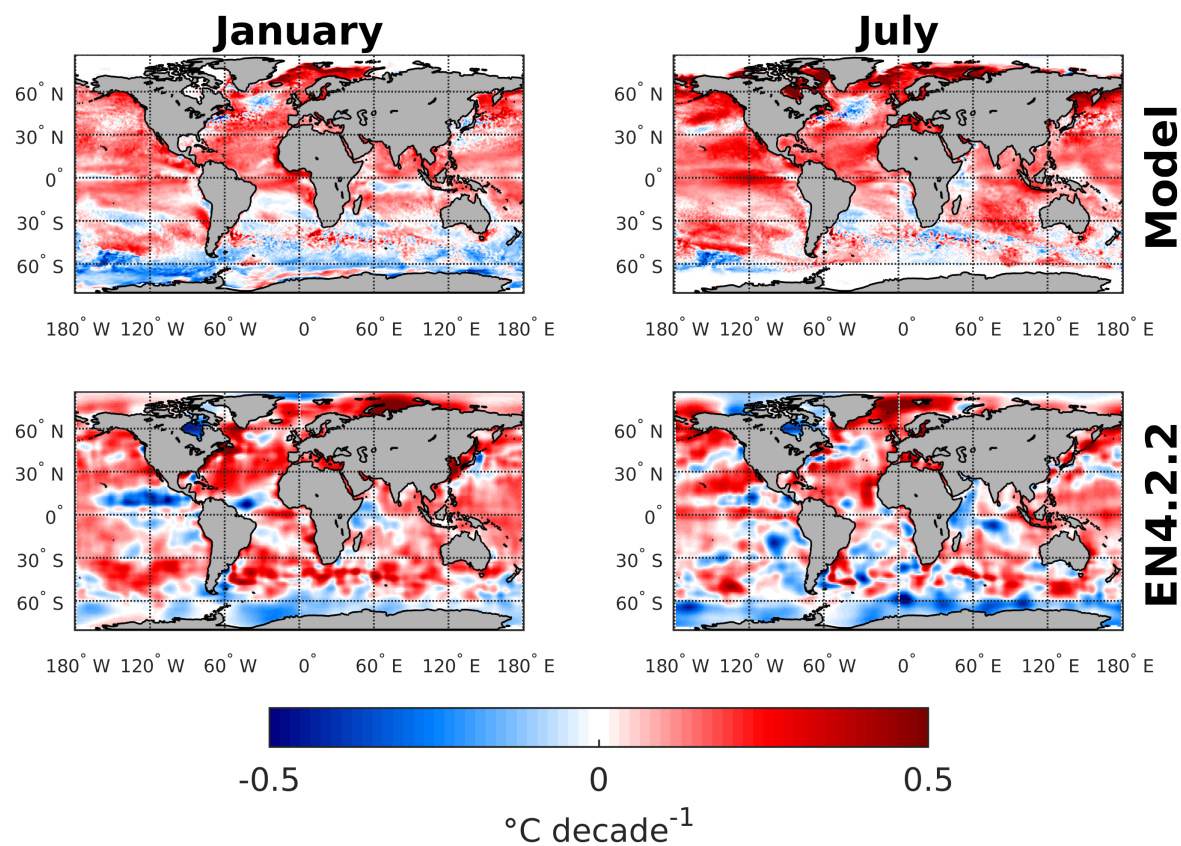 January July
60° N 60° N
30° N 30° N
0° 0°
30° S 30° S
60° S 60° S
Model
180° W 120° W 60° W 0° 60° E 120° E 180° E 180° W 120° W 60° W 0° 60° E 120° E 180° E
60° N 60° N
30° N 30° N
0° 0°
30° S 30° S
60° S 60° S
EN4.2.2
180° W 120° W 60° W 0° 60° E 120° E 180° E 180° W 120° W 60° W 0° 60° E 120° E 180° E
-0.5 0 0.5
°C decade⁻¹